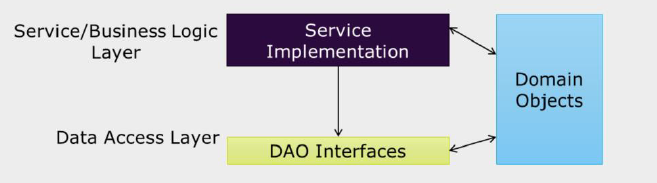 Service/Business Logic
Layer
Service
Implementation
Domain
Objects
Data Access Layer
DAO Interfaces